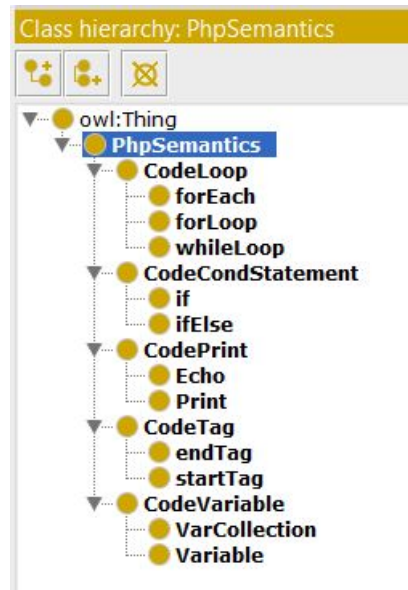 Class hierarchy: PhpSemantics
owl:Thing
PhpSemantics
CodeLoop
forEach
forLoop
whileLoop
CodeCondStatement
if
ifElse
CodePrint
Echo
Print
CodeTag
endTag
startTag
CodeVariable
VarCollection
Variable